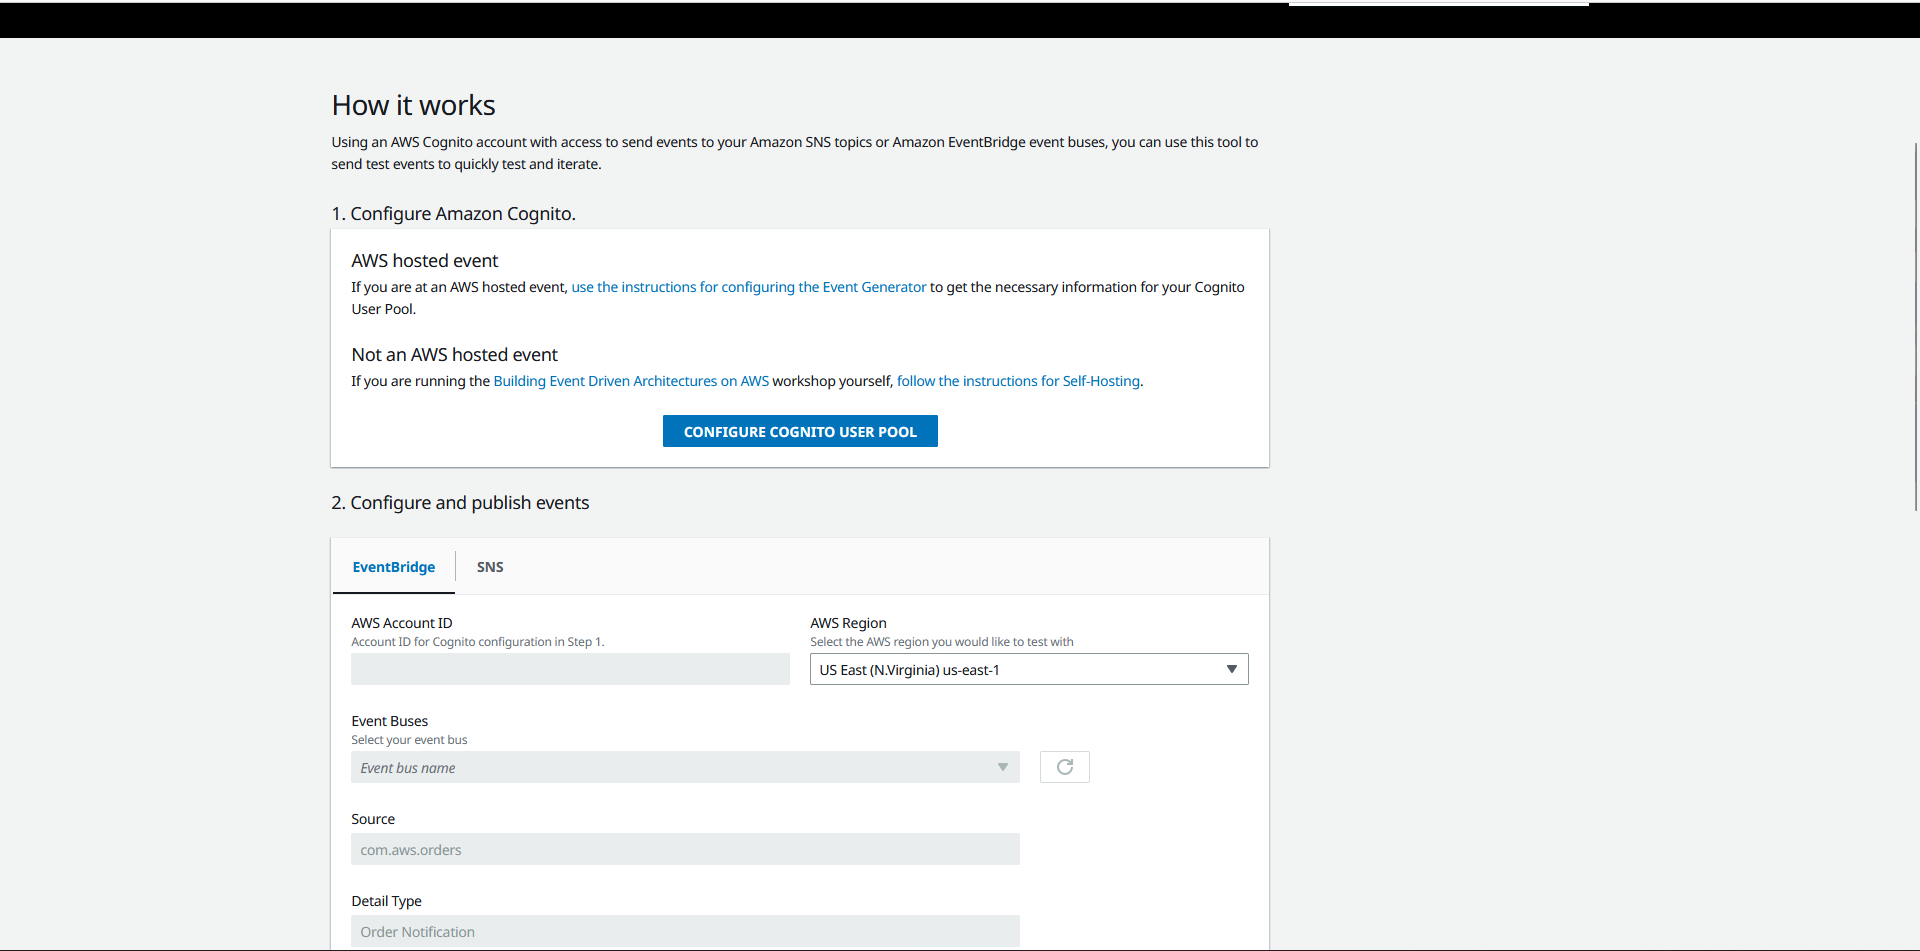 How it works
Using an AWS Cognito account with access to send events to your Amazon SNS topics or Amazon EventBridge event buses, you can use this tool to
send test events to quickly test and iterate.
1. Configure Amazon Cognito.
AWS hosted event
If you are at an AWS hosted event, use the instructions for configuring the Event Generator to get the necessary information for your Cognito
User Pool.
Not an AWS hosted event
If you are running the Building Event Driven Architectures on AWS workshop yourself, follow the instructions for Self-Hosting.
CONFIGURE COGNITO USER POOL
2. Configure and publish events
EventBridge SNS
AWS Account ID
Account ID for Cognito configuration in Step 1.
AWS Region
Select the AWS region you would like to test with
US East (N.Virginia) us-east-1
Event Buses
Select your event bus
Event bus name
Source
com.aws.orders
Detail Type
Order Notification